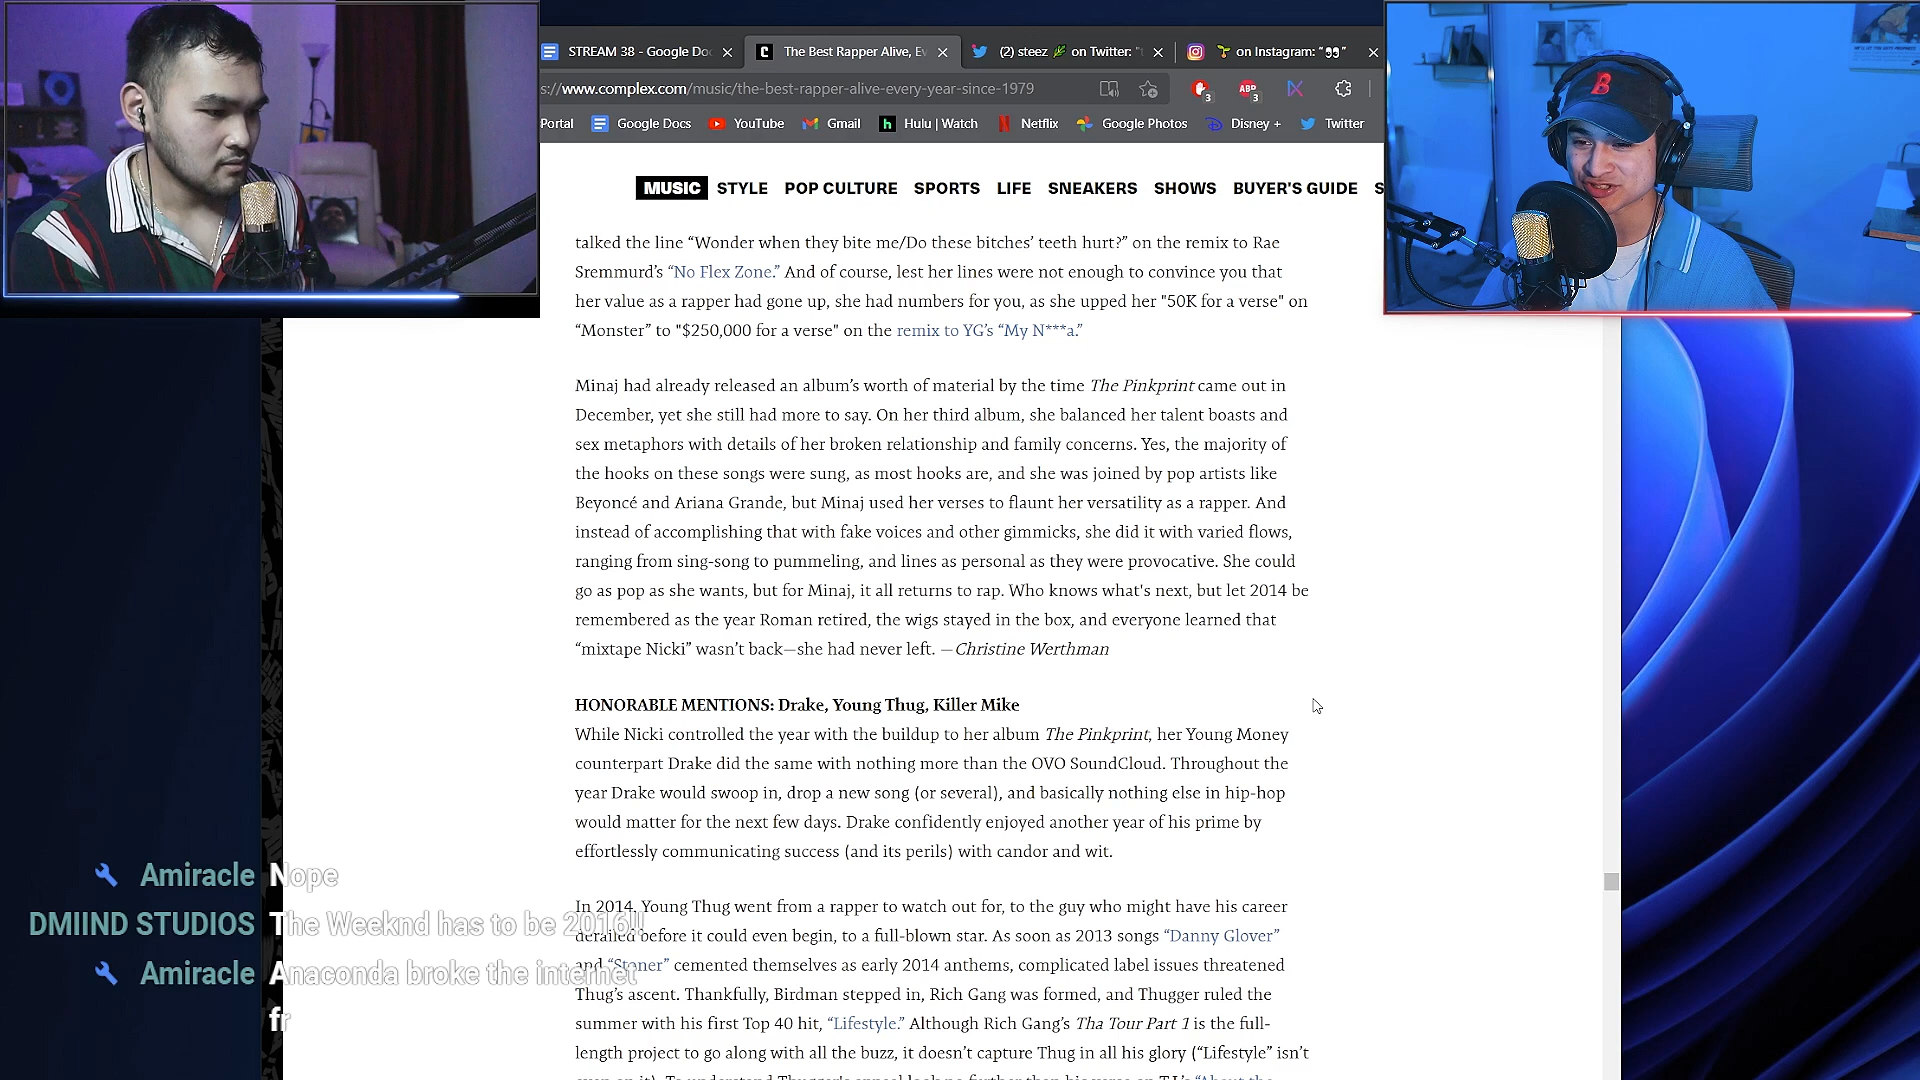 STREAM 38 - Google Do
The Best Rapper Alive, Ev
(2) steez on Twitter: "
on Instagram: "
s://www.complex.com/music/the-best-rapper-alive-every-year-since-1979
3
ABP
3
Portal
Google Docs
YouTube
Gmail
Hulu | Watch
Netflix
Google Photos
Disney +
Twitter
MUSIC STYLE POP CULTURE SPORTS LIFE SNEAKERS SHOWS BUYER'S GUIDE S
talked the line “Wonder when they bite me/Do these bitches’ teeth hurt?” on the remix to Rae
Sremmurd’s “No Flex Zone.” And of course, lest her lines were not enough to convince you that
her value as a rapper had gone up, she had numbers for you, as she upped her "50K for a verse" on
“Monster” to "$250,000 for a verse" on the remix to YG’s “My N***a.”
Minaj had already released an album’s worth of material by the time The Pinkprint came out in
December, yet she still had more to say. On her third album, she balanced her talent boasts and
sex metaphors with details of her broken relationship and family concerns. Yes, the majority of
the hooks on these songs were sung, as most hooks are, and she was joined by pop artists like
Beyoncé and Ariana Grande, but Minaj used her verses to flaunt her versatility as a rapper. And
instead of accomplishing that with fake voices and other gimmicks, she did it with varied flows,
ranging from sing-song to pummeling, and lines as personal as they were provocative. She could
go as pop as she wants, but for Minaj, it all returns to rap. Who knows what's next, but let 2014 be
remembered as the year Roman retired, the wigs stayed in the box, and everyone learned that
“mixtape Nicki” wasn’t back—she had never left. —Christine Werthman
HONORABLE MENTIONS: Drake, Young Thug, Killer Mike
While Nicki controlled the year with the buildup to her album The Pinkprint, her Young Money
counterpart Drake did the same with nothing more than the OVO SoundCloud. Throughout the
year Drake would swoop in, drop a new song (or several), and basically nothing else in hip-hop
would matter for the next few days. Drake confidently enjoyed another year of his prime by
effortlessly communicating success (and its perils) with candor and wit.
In 2014, Young Thug went from a rapper to watch out for, to the guy who might have his career
derailed before it could even begin, to a full-blown star. As soon as 2013 songs “Danny Glover”
and “Stoner” cemented themselves as early 2014 anthems, complicated label issues threatened
Thug’s ascent. Thankfully, Birdman stepped in, Rich Gang was formed, and Thugger ruled the
summer with his first Top 40 hit, “Lifestyle.” Although Rich Gang’s Tha Tour Part 1 is the full-
length project to go along with all the buzz, it doesn’t capture Thug in all his glory (“Lifestyle” isn’t
Amiracle Nope
DMIIND STUDIOS The Weeknd has to be 2016!!
Amiracle Anaconda broke the internet
fr
B